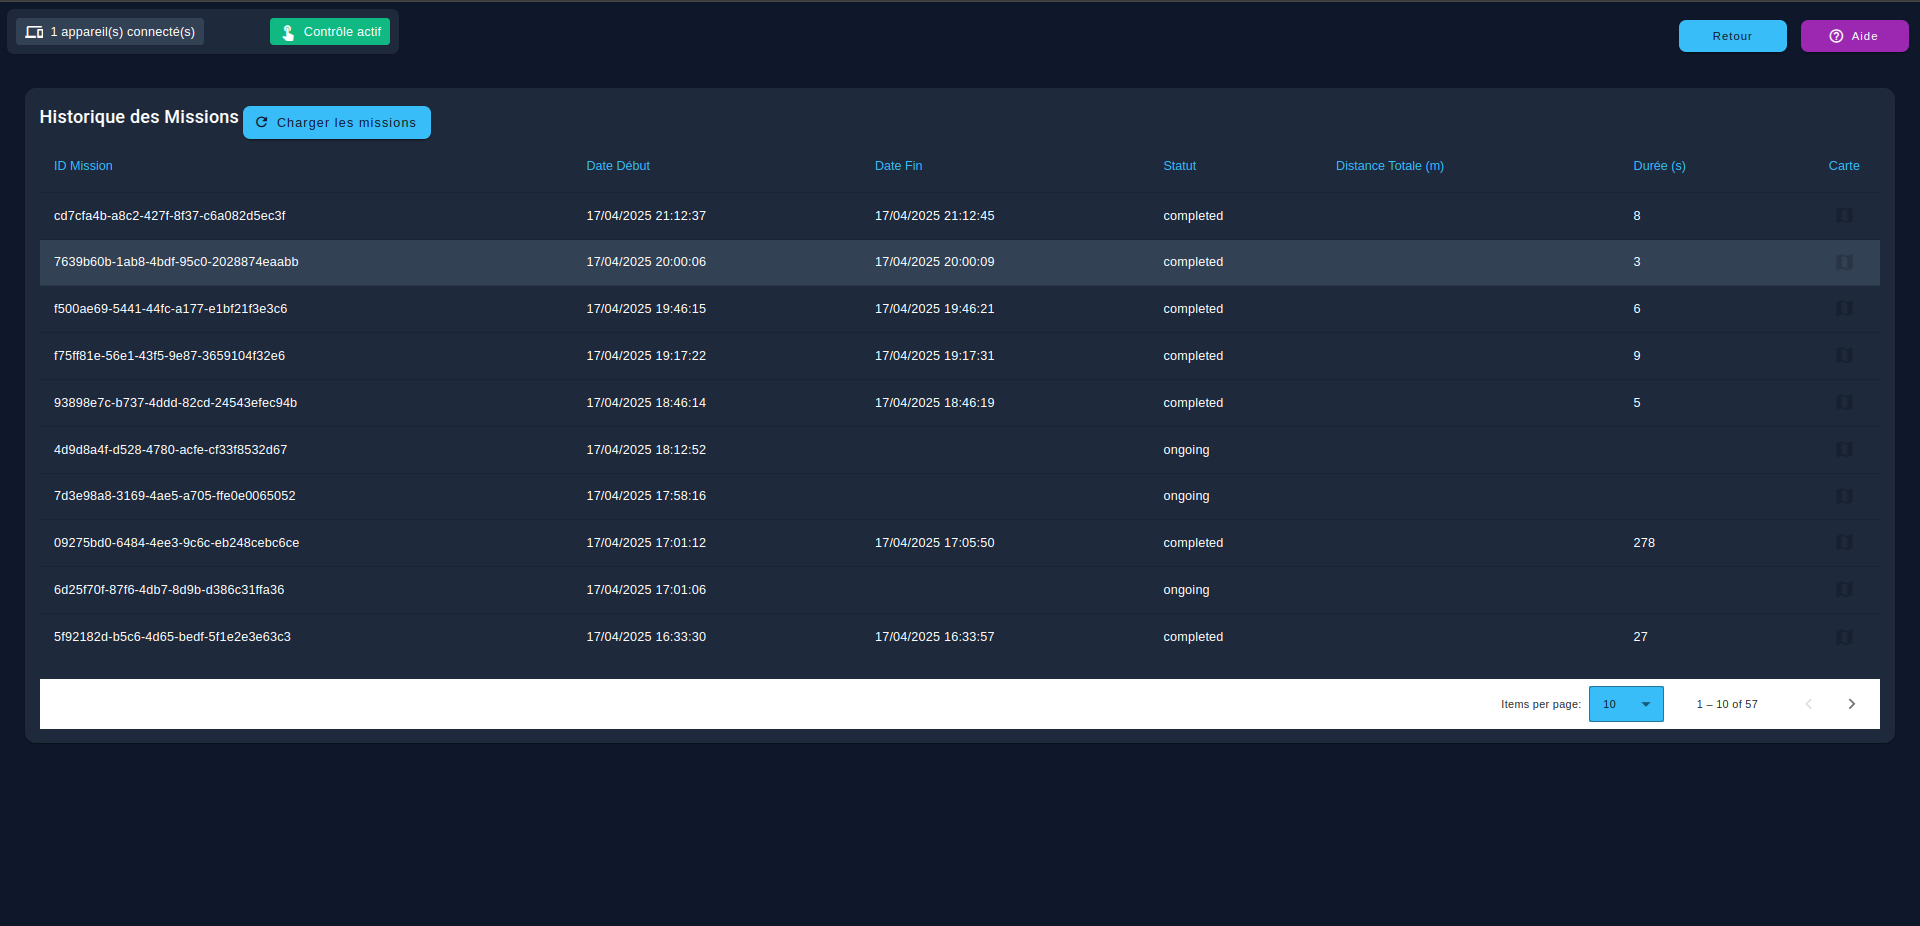 1 appareil(s) connecté(s) Contrôle actif Retour Aide
Historique des Missions Charger les missions
ID Mission Date Début Date Fin Statut Distance Totale (m) Durée (s) Carte
cd7cfa4b-a8c2-427f-8f37-c6a082d5ec3f 17/04/2025 21:12:37 17/04/2025 21:12:45 completed 8
7639b60b-1ab8-4bdf-95c0-2028874eaabb 17/04/2025 20:00:06 17/04/2025 20:00:09 completed 3
f500ae69-5441-44fc-a177-e1bf21f3e3c6 17/04/2025 19:46:15 17/04/2025 19:46:21 completed 6
f75ff81e-56e1-43f5-9e87-3659104f32e6 17/04/2025 19:17:22 17/04/2025 19:17:31 completed 9
93898e7c-b737-4ddd-82cd-24543efec94b 17/04/2025 18:46:14 17/04/2025 18:46:19 completed 5
4d9d8a4f-d528-4780-acfe-cf33f8532d67 17/04/2025 18:12:52 ongoing
7d3e98a8-3169-4ae5-a705-ffe0e0065052 17/04/2025 17:58:16 ongoing
09275bd0-6484-4ee3-9c6c-eb248cebc6ce 17/04/2025 17:01:12 17/04/2025 17:05:50 completed 278
6d25f70f-87f6-4db7-8d9b-d386c31ffa36 17/04/2025 17:01:06 ongoing
5f92182d-b5c6-4d65-bedf-5f1e2e3e63c3 17/04/2025 16:33:30 17/04/2025 16:33:57 completed 27
Items per page: 10 1 – 10 of 57